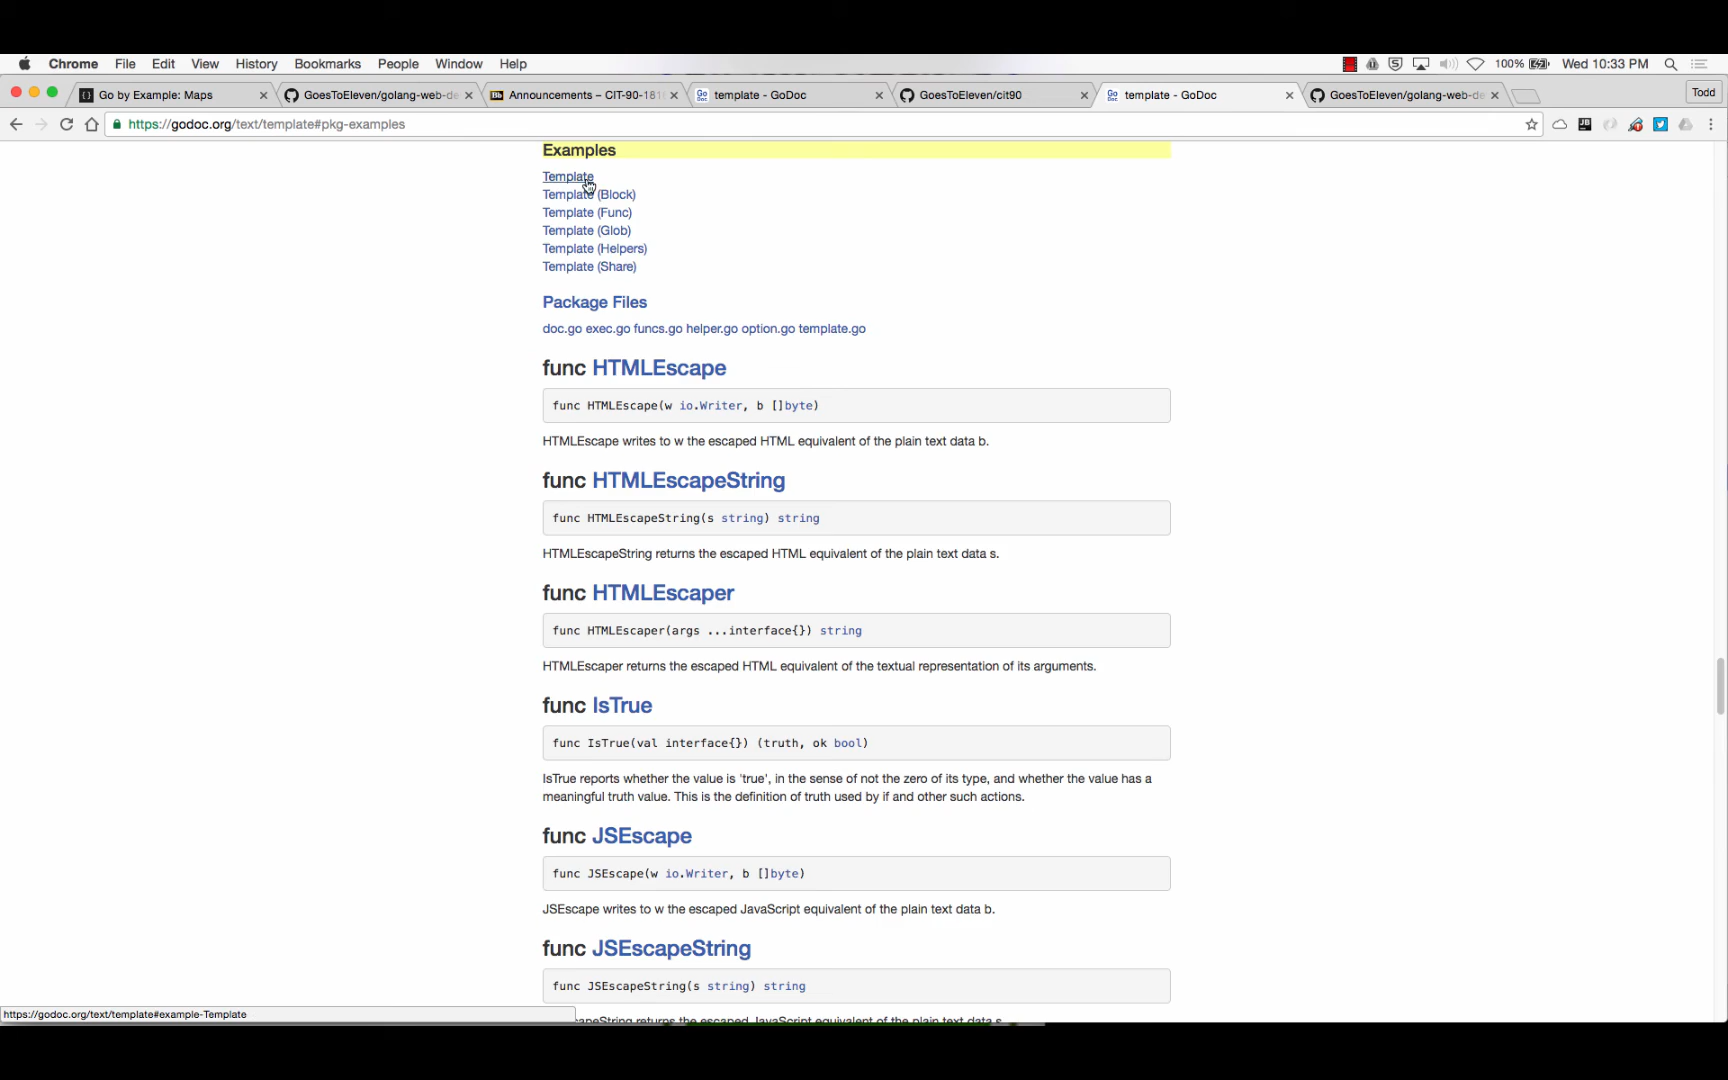 Chrome File Edit View History Bookmarks People Window Help 100% Wed 10:33 PM
Go by Example: Maps GoesToEleven/golang-web-de Announcements – CIT-90-181 template - GoDoc GoesToEleven/cit90 template - GoDoc GoesToEleven/golang-web-de Todd
https://godoc.org/text/template#pkg-examples
Examples
Template
Template (Block)
Template (Func)
Template (Glob)
Template (Helpers)
Template (Share)
Package Files
doc.go exec.go funcs.go helper.go option.go template.go
func HTMLEscape
func HTMLEscape(w io.Writer, b []byte)
HTMLEscape writes to w the escaped HTML equivalent of the plain text data b.
func HTMLEscapeString
func HTMLEscapeString(s string) string
HTMLEscapeString returns the escaped HTML equivalent of the plain text data s.
func HTMLEscaper
func HTMLEscaper(args ...interface{}) string
HTMLEscaper returns the escaped HTML equivalent of the textual representation of its arguments.
func IsTrue
func IsTrue(val interface{}) (truth, ok bool)
IsTrue reports whether the value is 'true', in the sense of not the zero of its type, and whether the value has a
meaningful truth value. This is the definition of truth used by if and other such actions.
func JSEscape
func JSEscape(w io.Writer, b []byte)
JSEscape writes to w the escaped JavaScript equivalent of the plain text data b.
func JSEscapeString
func JSEscapeString(s string) string
https://godoc.org/text/template#example-Template
capeString returns the escaped JavaScript equivalent of the plain text data s.